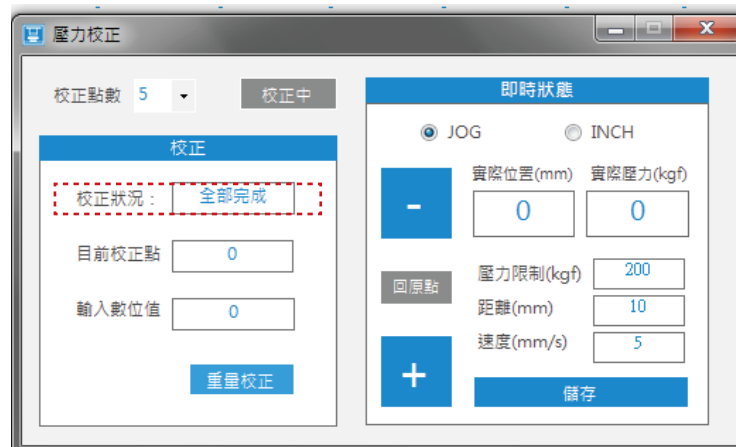 壓力校正
校正點數 5 校正中
校正
校正狀況： 全部完成
目前校正點 0
輸入數位值 0
重量校正
即時狀態
JOG INCH
實際位置(mm) 實際壓力(kgf)
- 0 0
回原點
壓力限制(kgf) 200
距離(mm) 10
速度(mm/s) 5
+
儲存